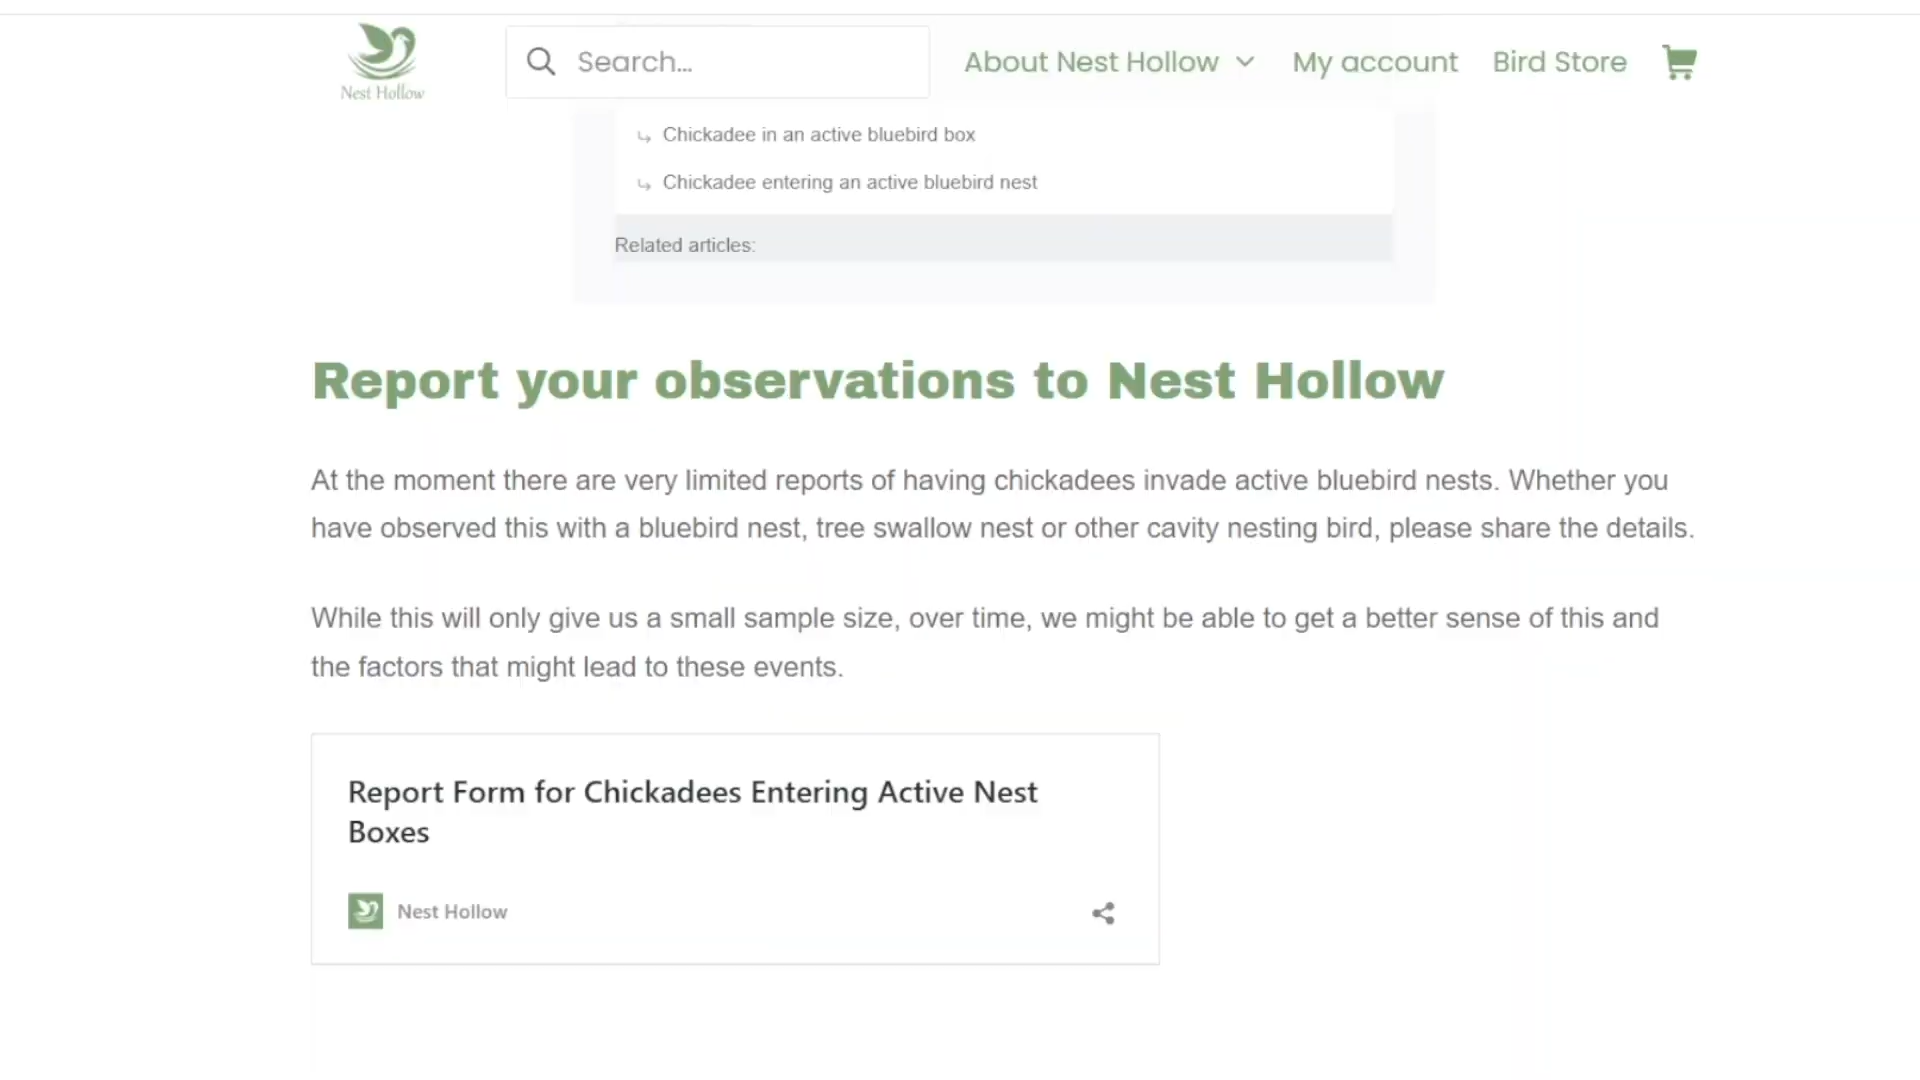 Nest Hollow
Search...
About Nest Hollow
My account
Bird Store
Chickadee in an active bluebird box
Chickadee entering an active bluebird nest
Related articles:
Report your observations to Nest Hollow
At the moment there are very limited reports of having chickadees invade active bluebird nests. Whether you
have observed this with a bluebird nest, tree swallow nest or other cavity nesting bird, please share the details.
While this will only give us a small sample size, over time, we might be able to get a better sense of this and
the factors that might lead to these events.
Report Form for Chickadees Entering Active Nest
Boxes
Nest Hollow